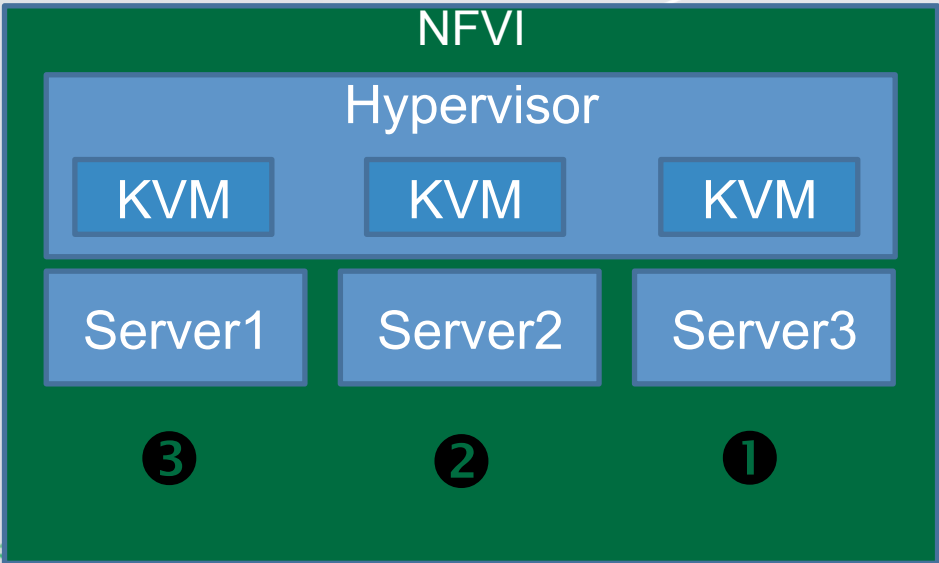 NFVI
Hypervisor
KVM KVM KVM
Server1 Server2 Server3
❸ ❷ ❶